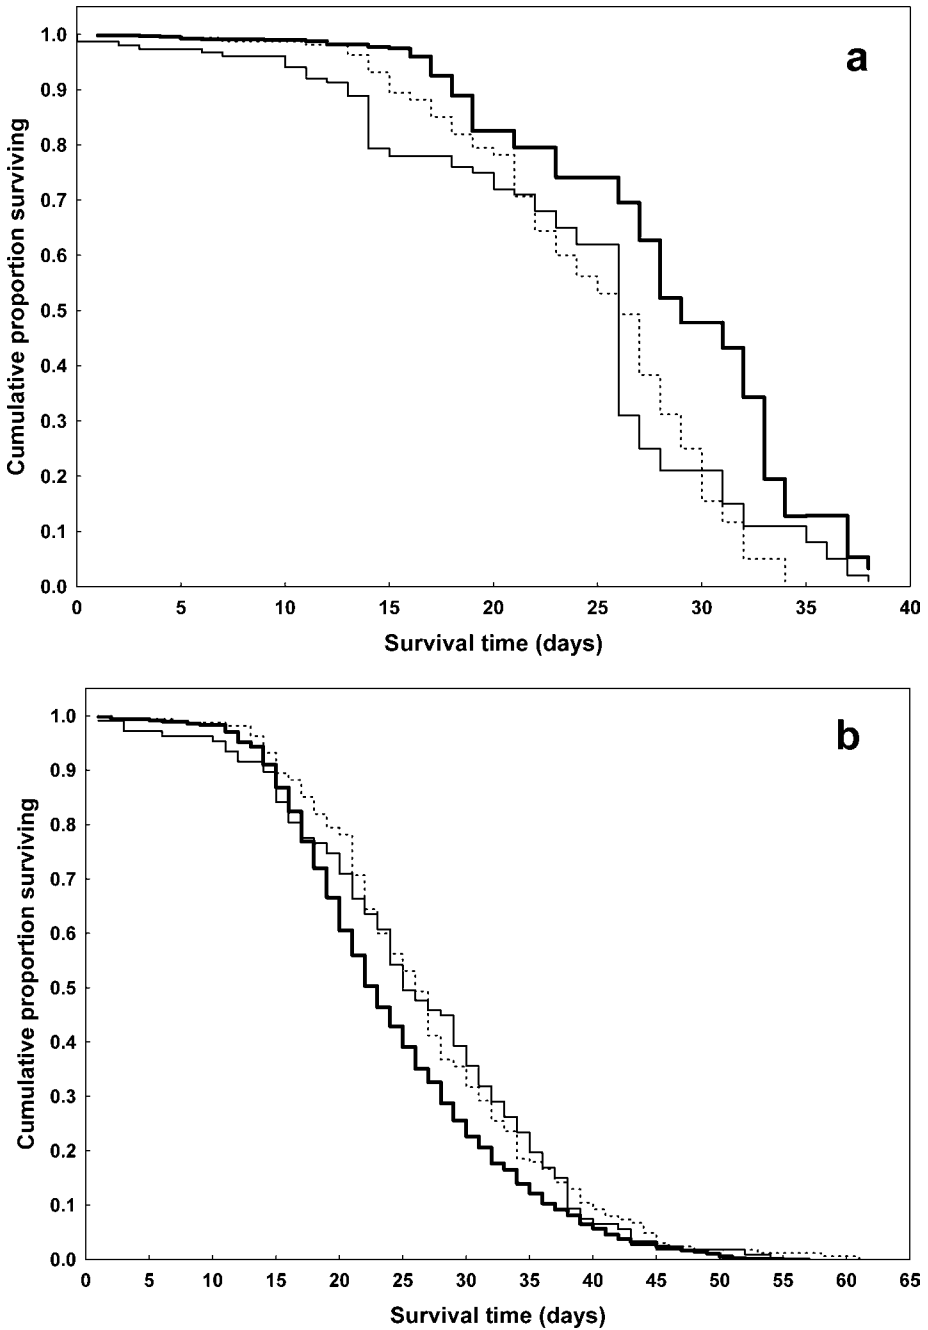 a
Cumulative proportion surviving
1.0
0.9
0.8
0.7
0.6
0.5
0.4
0.3
0.2
0.1
0.0
0 5 10 15 20 25 30 35 40
Survival time (days)
b
Cumulative proportion surviving
1.0
0.9
0.8
0.7
0.6
0.5
0.4
0.3
0.2
0.1
0.0
0 5 10 15 20 25 30 35 40 45 50 55 60 65
Survival time (days)